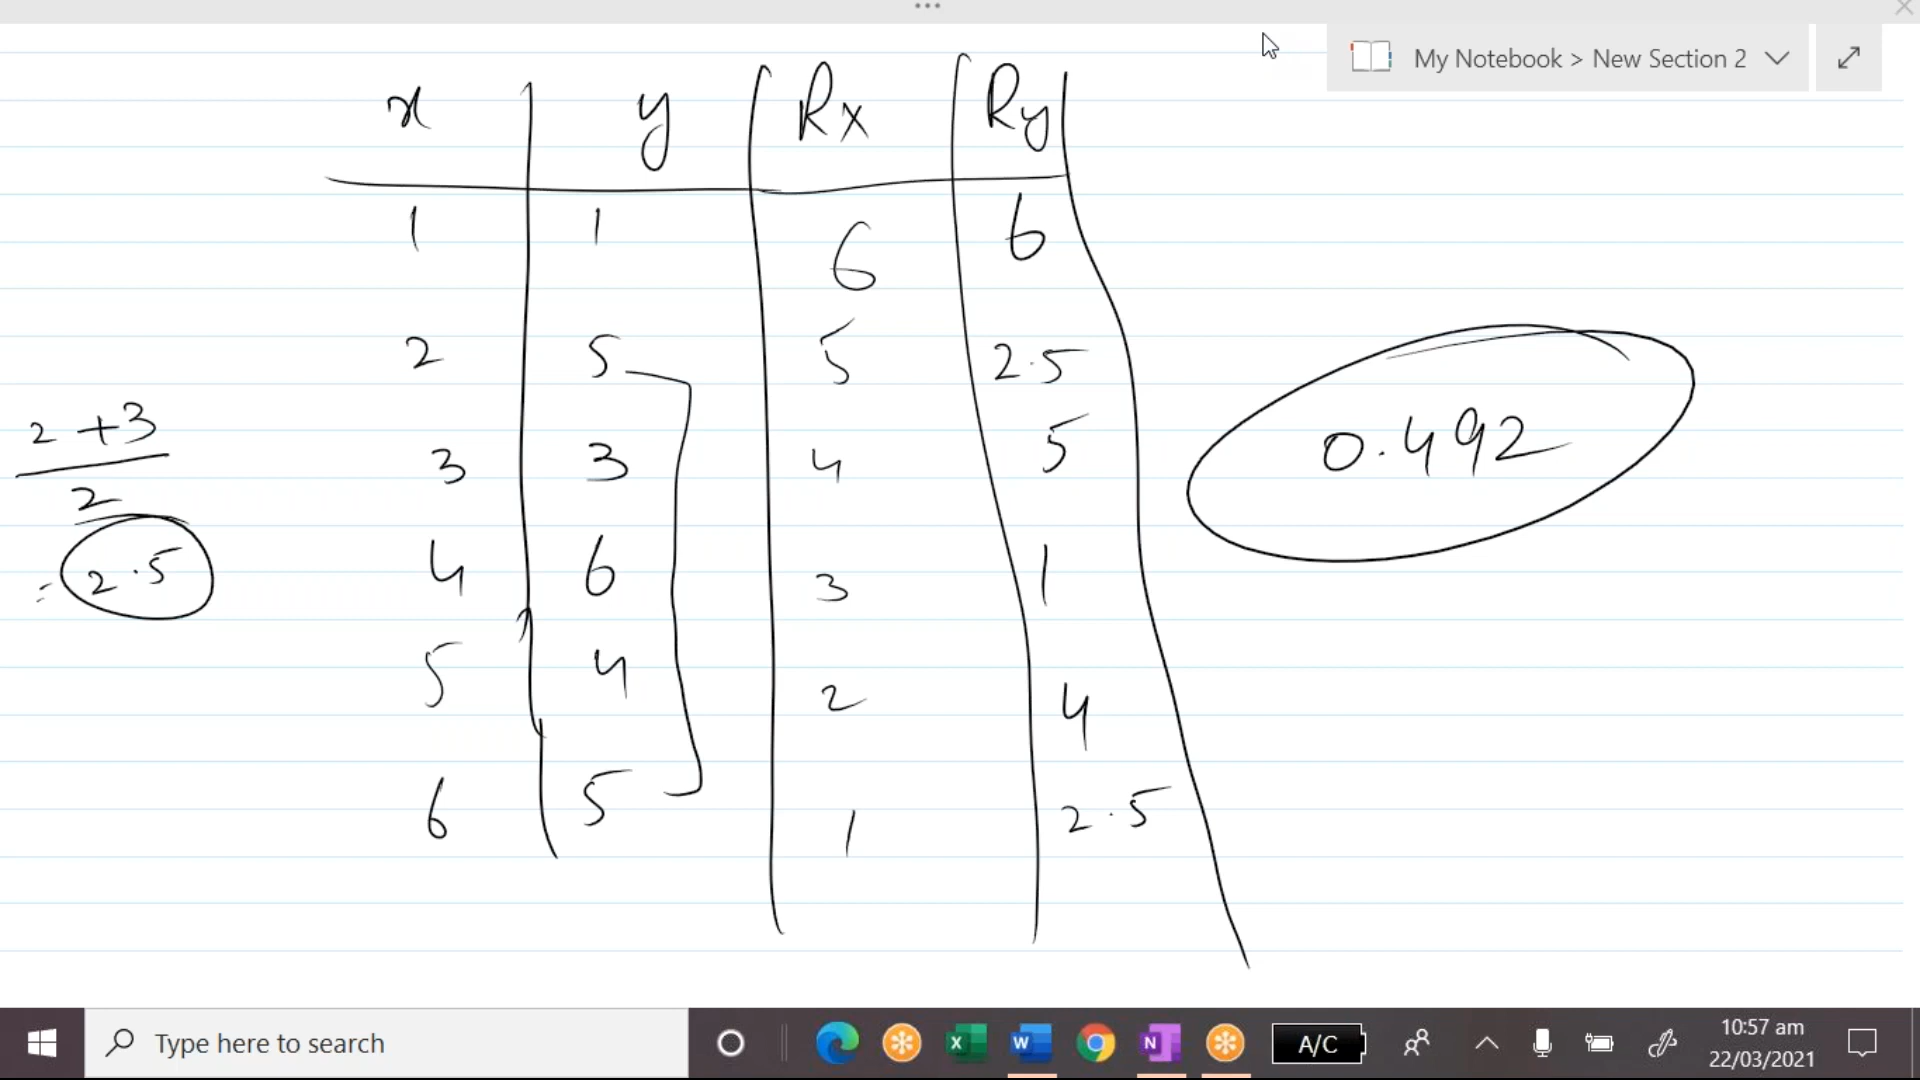 My Notebook > New Section 2
x y Rx Ry
1 1 6 6
2 5 5 2.5
3 3 4 5
4 6 3 1
5 4 2 4
6 5 1 2.5
2 + 3
2
= 2.5
0.492
Type here to search
A/C
10:57 am
22/03/2021